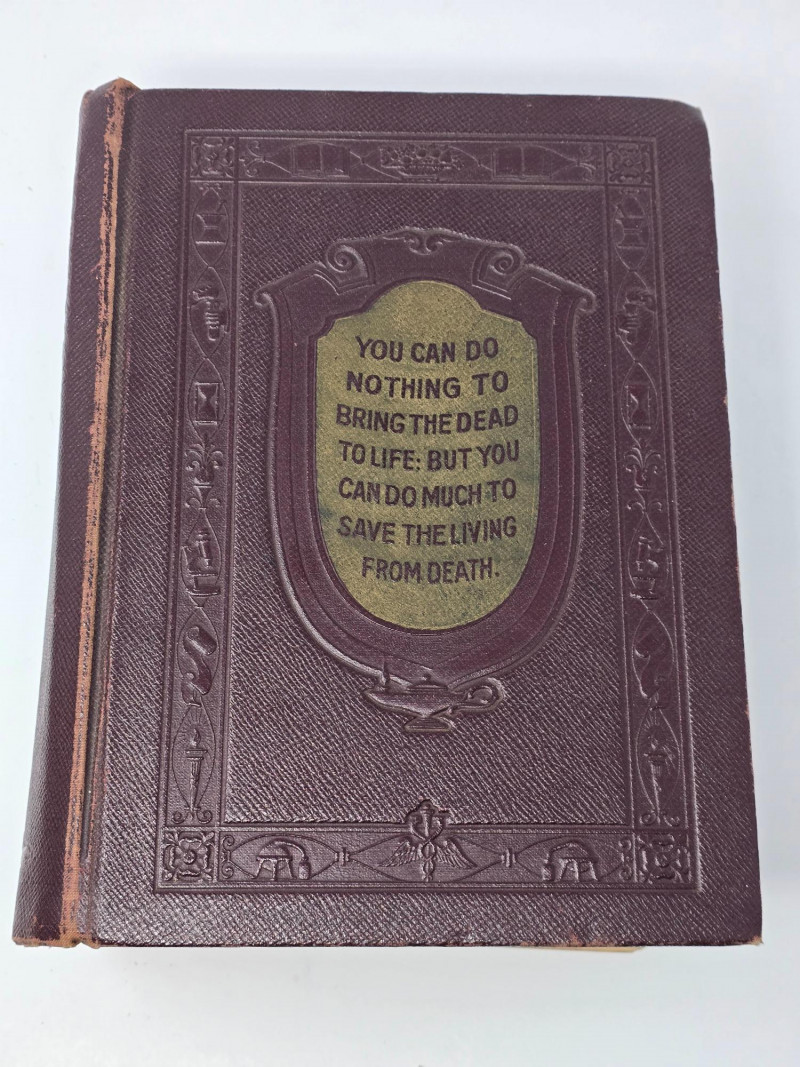 YOU CAN DO
NOTHING TO
BRING THE DEAD
TO LIFE; BUT YOU
CAN DO MUCH TO
SAVE THE LIVING
FROM DEATH.